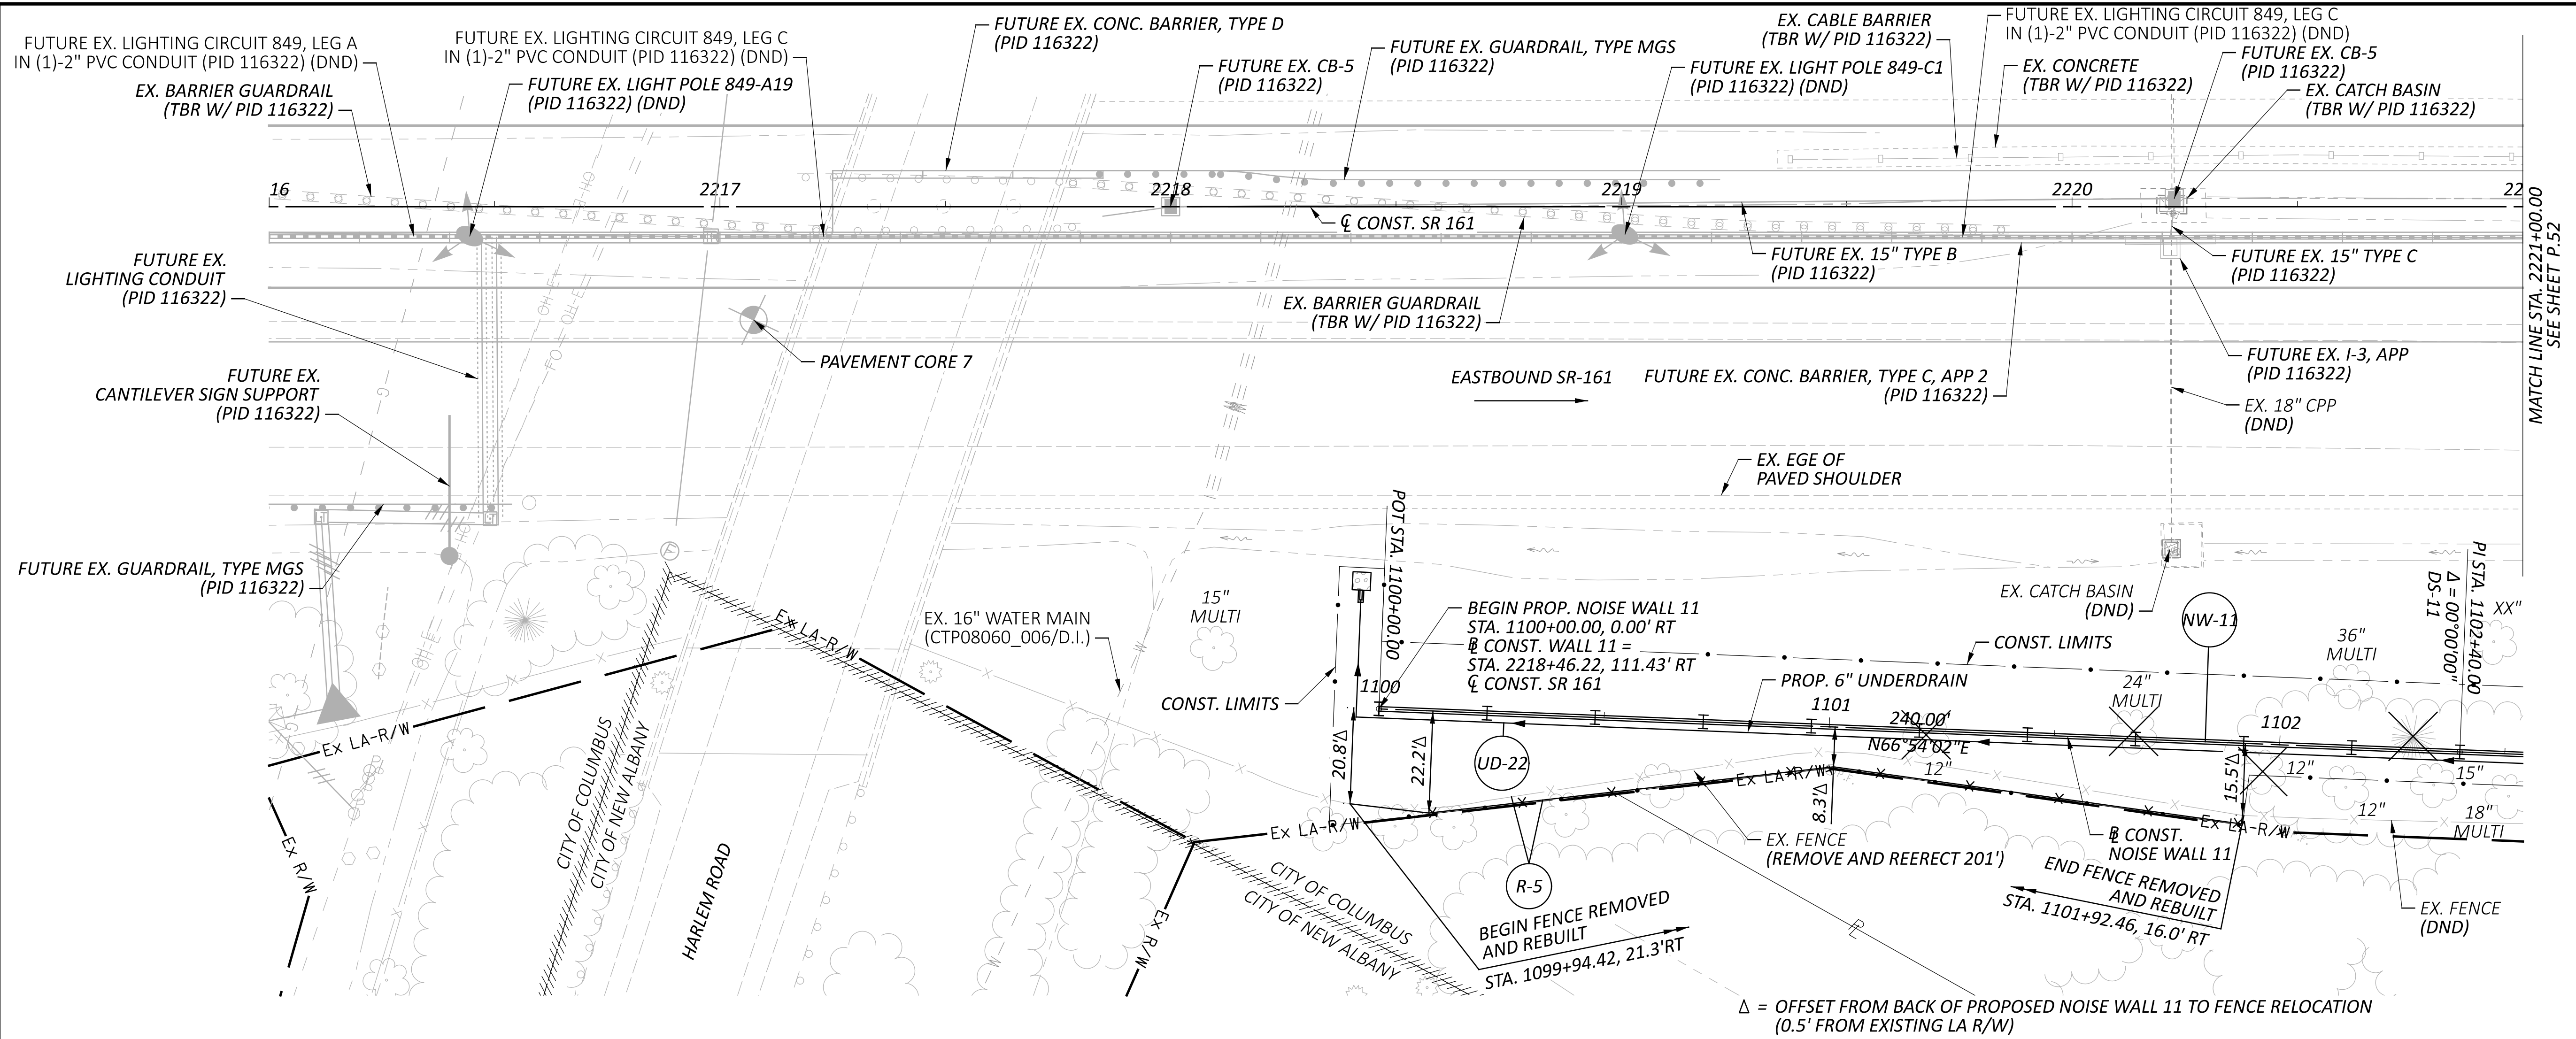 FUTURE EX. LIGHTING CIRCUIT 849, LEG A
IN (1)-2" PVC CONDUIT (PID 116322) (DND)
EX. BARRIER GUARDRAIL
(TBR W/ PID 116322)
FUTURE EX. LIGHTING CIRCUIT 849, LEG C
IN (1)-2" PVC CONDUIT (PID 116322) (DND)
FUTURE EX. LIGHT POLE 849-A19
(PID 116322) (DND)
FUTURE EX. CONC. BARRIER, TYPE D
(PID 116322)
FUTURE EX. CB-5
(PID 116322)
FUTURE EX. GUARDRAIL, TYPE MGS
(PID 116322)
EX. CABLE BARRIER
(TBR W/ PID 116322)
FUTURE EX. LIGHT POLE 849-C1
(PID 116322) (DND)
FUTURE EX. LIGHTING CIRCUIT 849, LEG C
IN (1)-2" PVC CONDUIT (PID 116322) (DND)
EX. CONCRETE
(TBR W/ PID 116322)
FUTURE EX. CB-5
(PID 116322)
EX. CATCH BASIN
(TBR W/ PID 116322)
16
2217
2218
2219
2220
22
℄ CONST. SR 161
MATCH LINE STA. 2221+00.00
SEE SHEET P.52
FUTURE EX.
LIGHTING CONDUIT
(PID 116322)
FUTURE EX. 15" TYPE B
(PID 116322)
FUTURE EX. 15" TYPE C
(PID 116322)
EX. BARRIER GUARDRAIL
(TBR W/ PID 116322)
PAVEMENT CORE 7
FUTURE EX.
CANTILEVER SIGN SUPPORT
(PID 116322)
EASTBOUND SR-161
FUTURE EX. CONC. BARRIER, TYPE C, APP 2
(PID 116322)
FUTURE EX. I-3, APP
(PID 116322)
EX. 18" CPP
(DND)
OH-E
OH-E
FO
FO
G
W
EX. EGE OF
PAVED SHOULDER
FUTURE EX. GUARDRAIL, TYPE MGS
(PID 116322)
POT STA. 1100+00.00
EX. CATCH BASIN
(DND)
PI STA. 1102+40.00
Δ = 00°00'00"
DS-11
XX"
15"
MULTI
EX. 16" WATER MAIN
(CTP08060_006/D.I.)
BEGIN PROP. NOISE WALL 11
STA. 1100+00.00, 0.00' RT
BL CONST. WALL 11 =
STA. 2218+46.22, 111.43' RT
℄ CONST. SR 161
NW-11
CONST. LIMITS
36"
MULTI
24"
MULTI
CONST. LIMITS
PROP. 6" UNDERDRAIN
1100
1101
1102
240.00'
N66°54'02"E
Ex LA-R/W
Ex LA-R/W
Ex LA-R/W
Ex LA-R/W
Ex LA-R/W
20.8'Δ
22.2'Δ
8.3'Δ
15.5'Δ
UD-22
12"
12"
15"
12"
18"
MULTI
R-5
EX. FENCE
(REMOVE AND REERECT 201')
BL CONST.
NOISE WALL 11
Ex R/W
Ex R/W
CITY OF COLUMBUS
CITY OF NEW ALBANY
HARLEM ROAD
CITY OF COLUMBUS
CITY OF NEW ALBANY
BEGIN FENCE REMOVED
AND REBUILT
STA. 1099+94.42, 21.3'RT
END FENCE REMOVED
AND REBUILT
STA. 1101+92.46, 16.0' RT
EX. FENCE
(DND)
PL
Δ = OFFSET FROM BACK OF PROPOSED NOISE WALL 11 TO FENCE RELOCATION
(0.5' FROM EXISTING LA R/W)